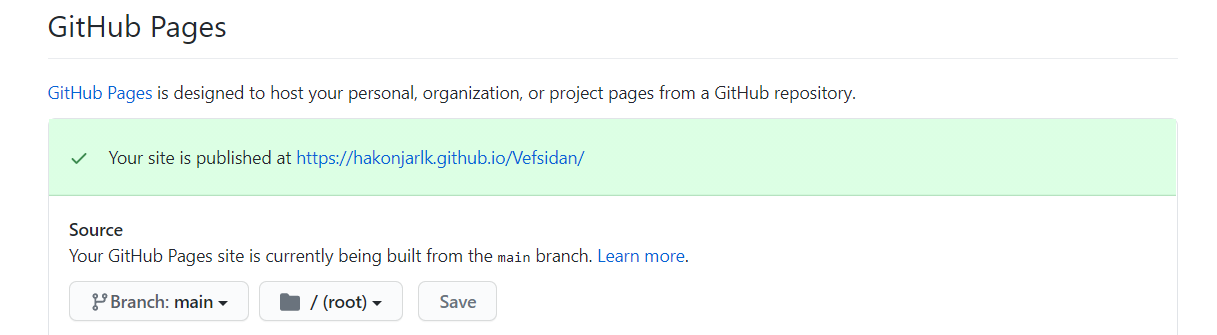 GitHub Pages
GitHub Pages is designed to host your personal, organization, or project pages from a GitHub repository.
Your site is published at https://hakonjarlk.github.io/Vefsidan/
Source
Your GitHub Pages site is currently being built from the main branch. Learn more.
Branch: main / (root) Save